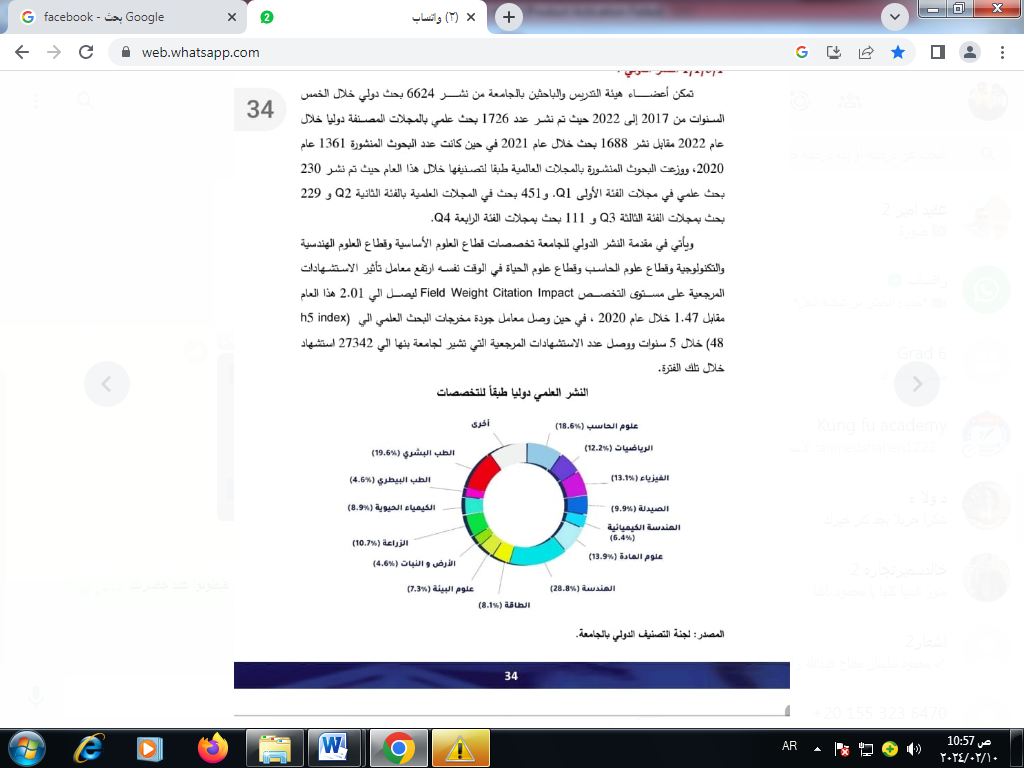 facebook - بحث Google
(٣) واتساب
web.whatsapp.com
34
تمكن أعضاء هيئة التدريس والباحثين بالجامعة من نشر 6624 بحث دولي خلال الخمس
السنوات من 2017 إلى 2022 حيث تم نشر عدد 1726 بحث علمي بالمجلات المصنفة دوليا خلال
عام 2022 مقابل نشر 1688 بحث خلال عام 2021 في حين كانت عدد البحوث المنشورة 1361 عام
2020، ووزعت البحوث المنشورة بالمجلات العالمية طبقا لتصنيفها خلال هذا العام حيث تم نشر 230
بحث علمي في مجلات الفئة الأولى Q1. و451 بحث في المجلات العلمية بالفئة الثانية Q2 و 229
بحث بمجلات الفئة الثالثة Q3 و 111 بحث بمجلات الفئة الرابعة Q4.
ويأتي في مقدمة النشر الدولي للجامعة تخصصات قطاع العلوم الأساسية وقطاع العلوم الهندسية
والتكنولوجية وقطاع علوم الحاسب وقطاع علوم الحياة في الوقت نفسه ارتفع معامل تأثير الاستشهادات
المرجعية على مستوى التخصص Field Weight Citation Impact ليصل الي 2.01 هذا العام
مقابل 1.47 خلال عام 2020 ، في حين وصل معامل جودة مخرجات البحث العلمي الي (h5 index
48) خلال 5 سنوات ووصل عدد الاستشهادات المرجعية التي تشير لجامعة بنها الي 27342 استشهاد
خلال تلك الفترة.
النشر العلمي دوليا طبقاً للتخصصات
علوم الحاسب (18.6%)
الرياضيات (12.2%)
الفيزياء (13.1%)
الصيدلة (9.9%)
الهندسة الكيميائية
(6.4%)
علوم المادة (13.9%)
الهندسة (28.8%)
الطاقة (8.1%)
علوم البيئة (7.3%)
الأرض و النبات (4.6%)
الزراعة (10.7%)
الكيمياء الحيوية (8.9%)
الطب البيطري (4.6%)
الطب البشري (19.6%)
أخرى
المصدر: لجنة التصنيف الدولي بالجامعة.
34
عقيد امير 2
Grad 6
Kung fu academy
+20 155 323 6470
AR
10:57 ص
٢٠٢٤/٠٢/١٠